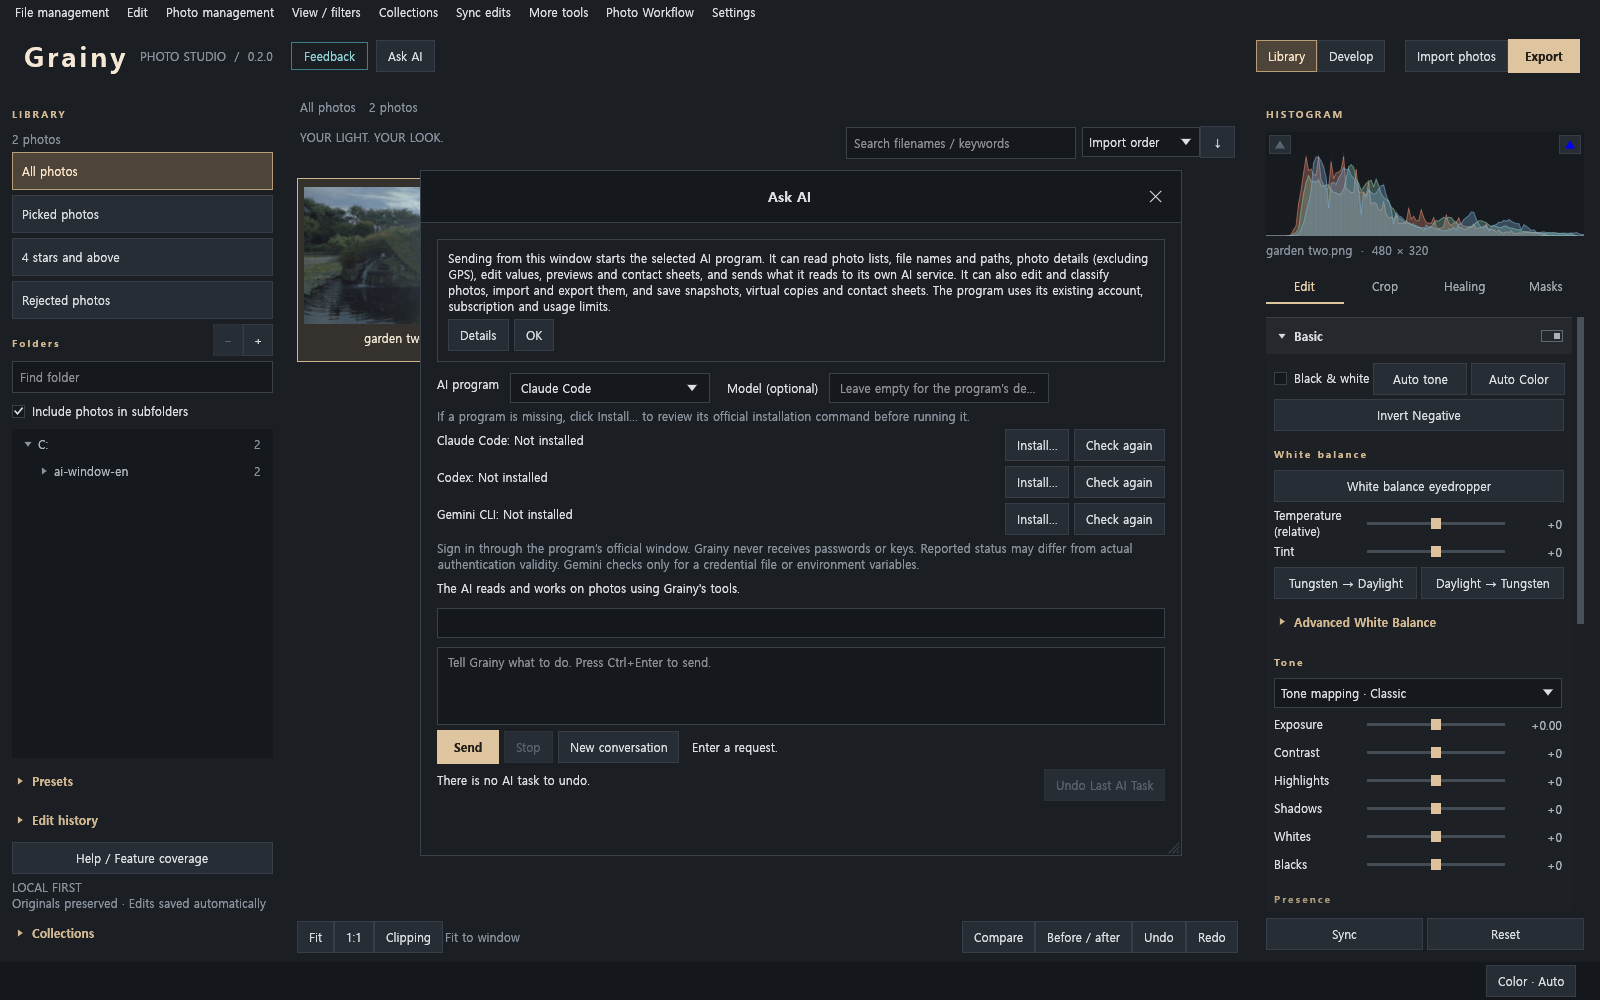 File management Edit Photo management View / filters Collections Sync edits More tools Photo Workflow Settings
Grainy PHOTO STUDIO / 0.2.0 Feedback Ask AI Library Develop Import photos Export
LIBRARY
2 photos
All photos
Picked photos
4 stars and above
Rejected photos
Folders − +
Find folder
Include photos in subfolders
C: 2
ai-window-en 2
Presets
Edit history
Help / Feature coverage
LOCAL FIRST
Originals preserved · Edits saved automatically
Collections
All photos 2 photos
YOUR LIGHT. YOUR LOOK.
Search filenames / keywords Import order ↓
garden tw
Ask AI
Sending from this window starts the selected AI program. It can read photo lists, file names and paths, photo details (excluding
GPS), edit values, previews and contact sheets, and sends what it reads to its own AI service. It can also edit and classify
photos, import and export them, and save snapshots, virtual copies and contact sheets. The program uses its existing account,
subscription and usage limits.
Details OK
AI program Claude Code Model (optional) Leave empty for the program's de...
If a program is missing, click Install... to review its official installation command before running it.
Claude Code: Not installed Install... Check again
Codex: Not installed Install... Check again
Gemini CLI: Not installed Install... Check again
Sign in through the program's official window. Grainy never receives passwords or keys. Reported status may differ from actual
authentication validity. Gemini checks only for a credential file or environment variables.
The AI reads and works on photos using Grainy's tools.
Tell Grainy what to do. Press Ctrl+Enter to send.
Send Stop New conversation Enter a request.
There is no AI task to undo. Undo Last AI Task
Fit 1:1 Clipping Fit to window Compare Before / after Undo Redo
HISTOGRAM
garden two.png · 480 × 320
Edit Crop Healing Masks
Basic
Black & white Auto tone Auto Color
Invert Negative
White balance
White balance eyedropper
Temperature
(relative) +0
Tint +0
Tungsten → Daylight Daylight → Tungsten
Advanced White Balance
Tone
Tone mapping · Classic
Exposure +0.00
Contrast +0
Highlights +0
Shadows +0
Whites +0
Blacks +0
Presence
Sync Reset
Color · Auto